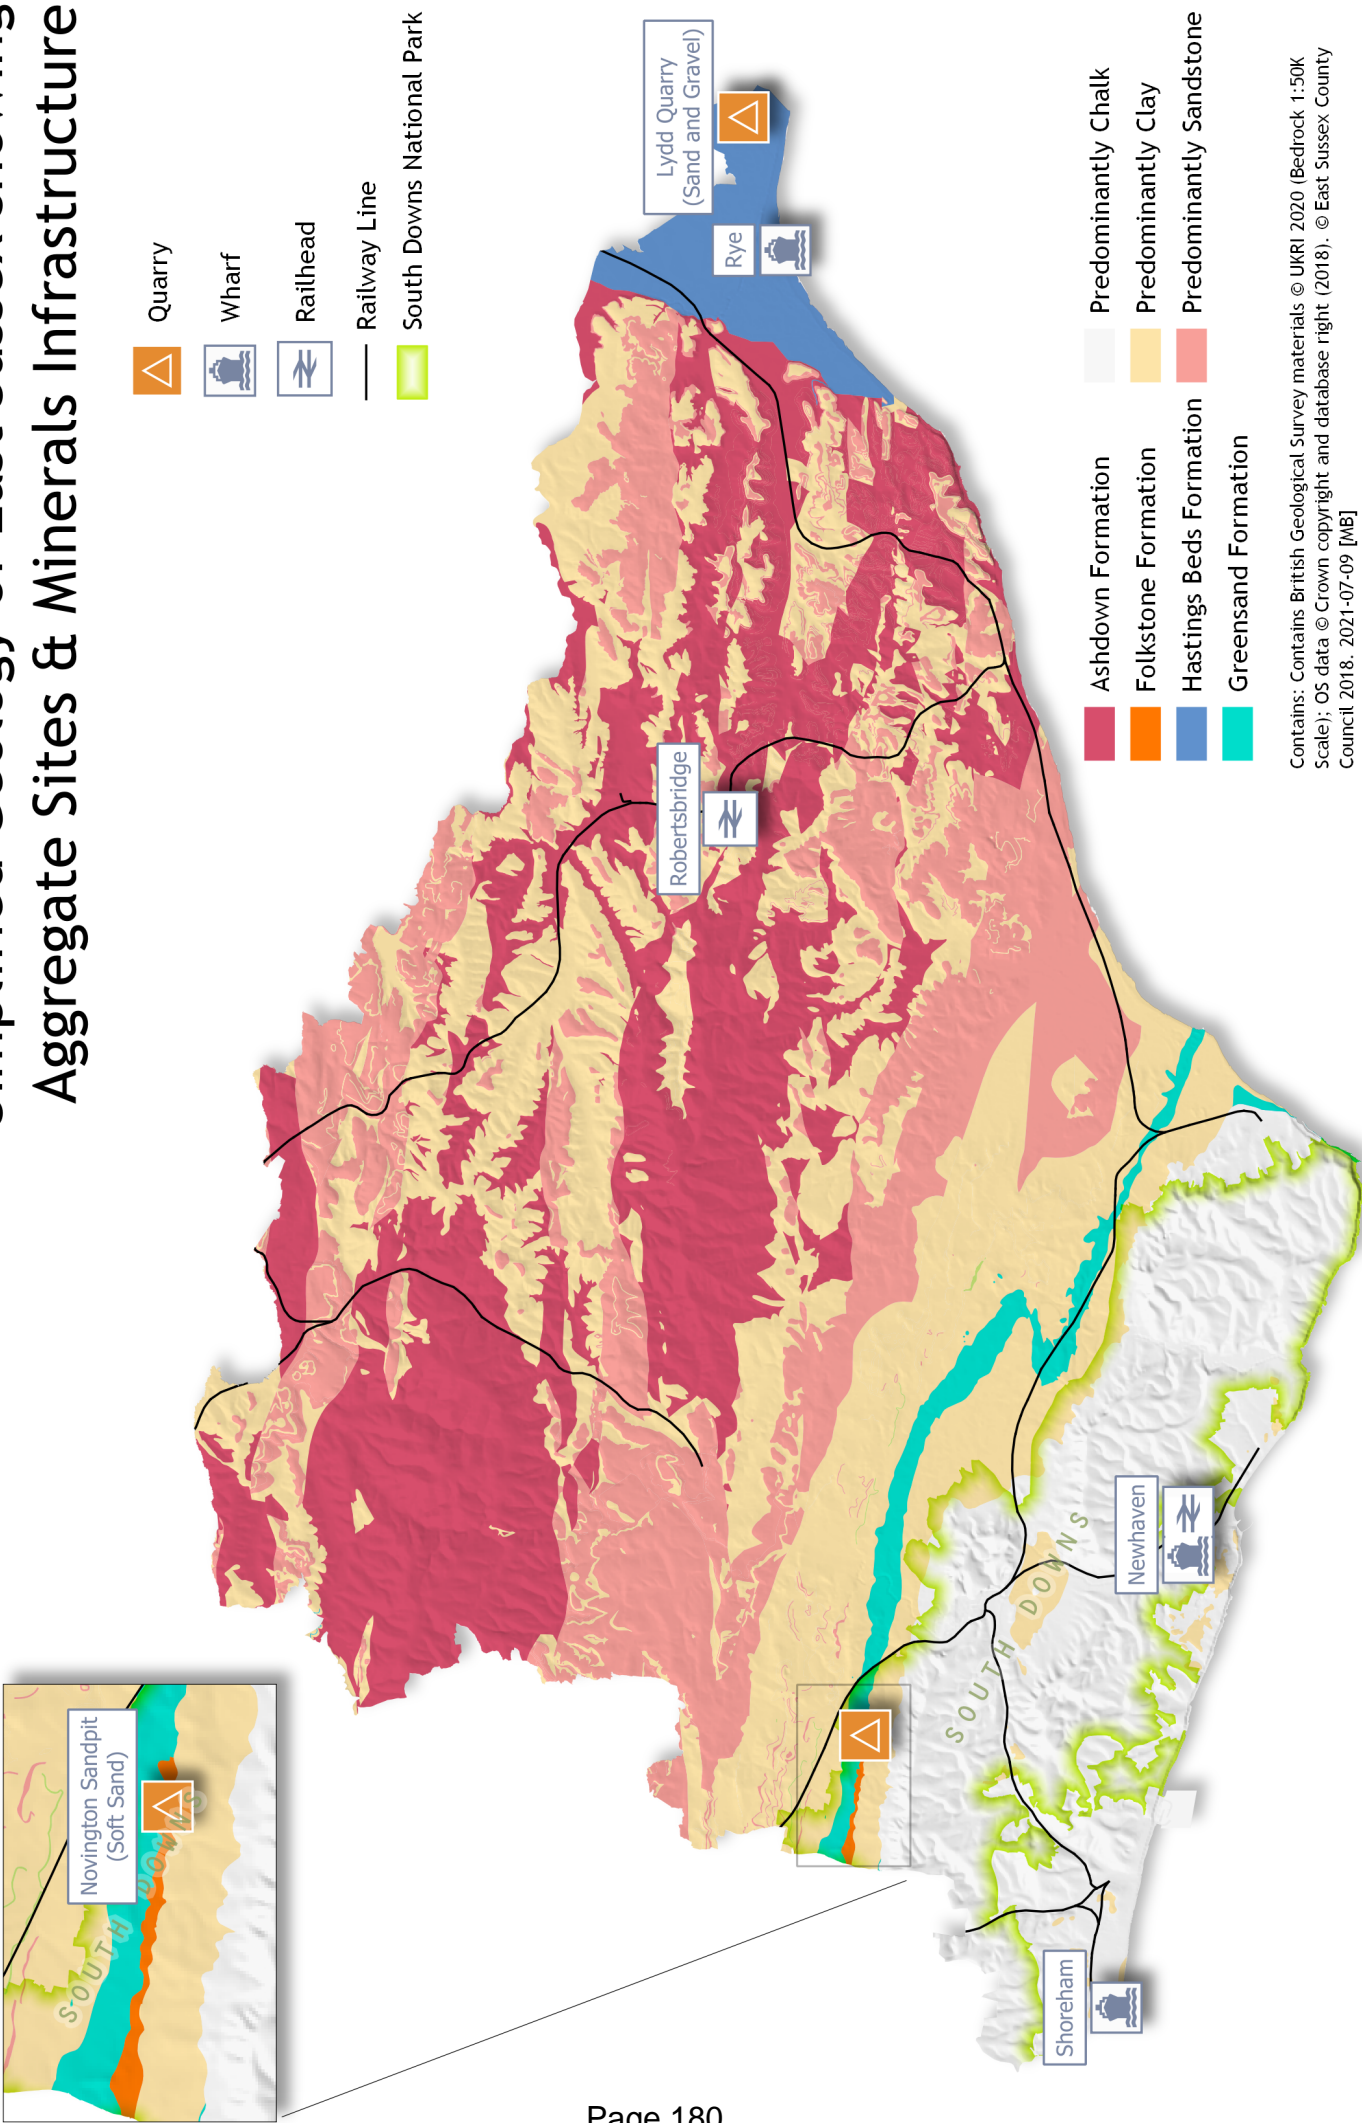 Aggregate Sites & Minerals Infrastructure
Quarry
Wharf
Railhead
Railway Line
South Downs National Park
Novington Sandpit
(Soft Sand)
SOUTH DOWNS
Lydd Quarry
(Sand and Gravel)
Rye
Robertsbridge
SOUTH DOWNS
Newhaven
Shoreham
Ashdown Formation
Folkstone Formation
Hastings Beds Formation
Greensand Formation
Predominantly Chalk
Predominantly Clay
Predominantly Sandstone
Contains: Contains British Geological Survey materials © UKRI 2020 (Bedrock 1:50K
Scale); OS data © Crown copyright and database right (2018). © East Sussex County
Council 2018. 2021-07-09 [MB]
Page 180